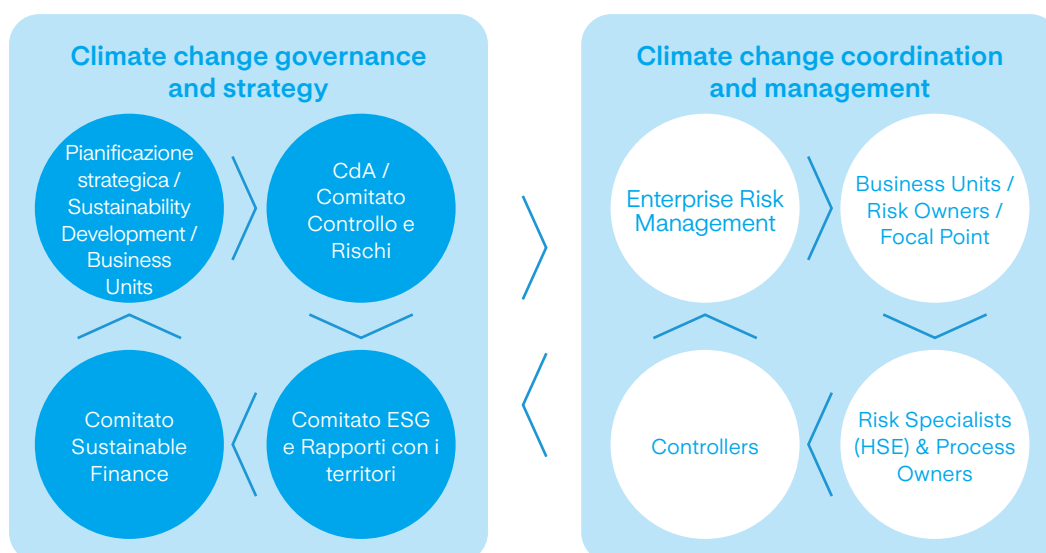 Climate change governance
and strategy
Pianificazione
strategica /
Sustainability
Development /
Business
Units
CdA /
Comitato
Controllo e
Rischi
Comitato
Sustainable
Finance
Comitato ESG
e Rapporti con i
territori
Climate change coordination
and management
Enterprise Risk
Management
Business Units /
Risk Owners /
Focal Point
Controllers
Risk Specialists
(HSE) & Process
Owners